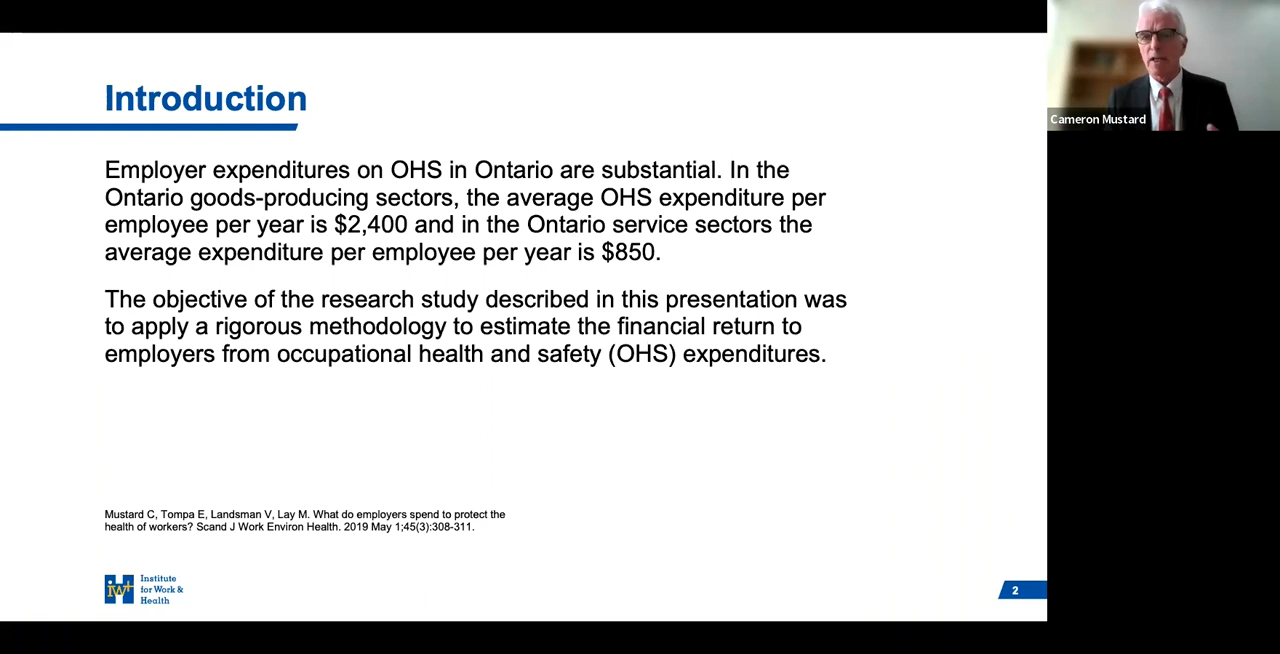 Introduction
Employer expenditures on OHS in Ontario are substantial. In the
Ontario goods-producing sectors, the average OHS expenditure per
employee per year is $2,400 and in the Ontario service sectors the
average expenditure per employee per year is $850.
The objective of the research study described in this presentation was
to apply a rigorous methodology to estimate the financial return to
employers from occupational health and safety (OHS) expenditures.
Mustard C, Tompa E, Landsman V, Lay M. What do employers spend to protect the
health of workers? Scand J Work Environ Health. 2019 May 1;45(3):308-311.
iw+
Institute
for Work &
Health
2
Cameron Mustard